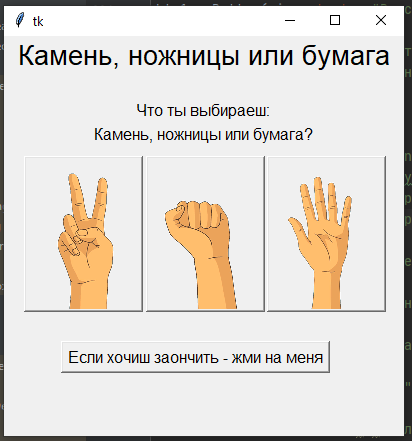 tk
Камень, ножницы или бумага
Что ты выбираеш:
Камень, ножницы или бумага?
Если хочиш заончить - жми на меня